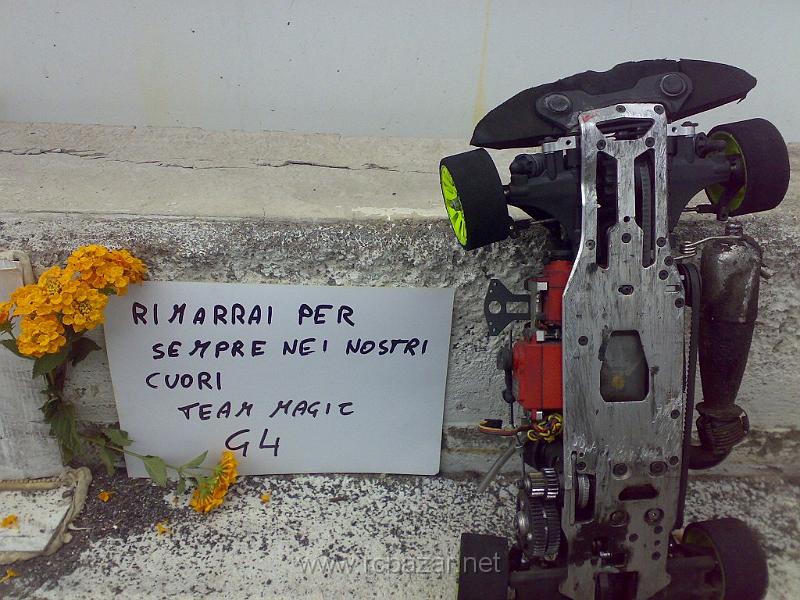 RIMARRAI PER
SEMPRE NEI NOSTRI
CUORI
TEAM MAGIC
G4
www.rcbazar.net